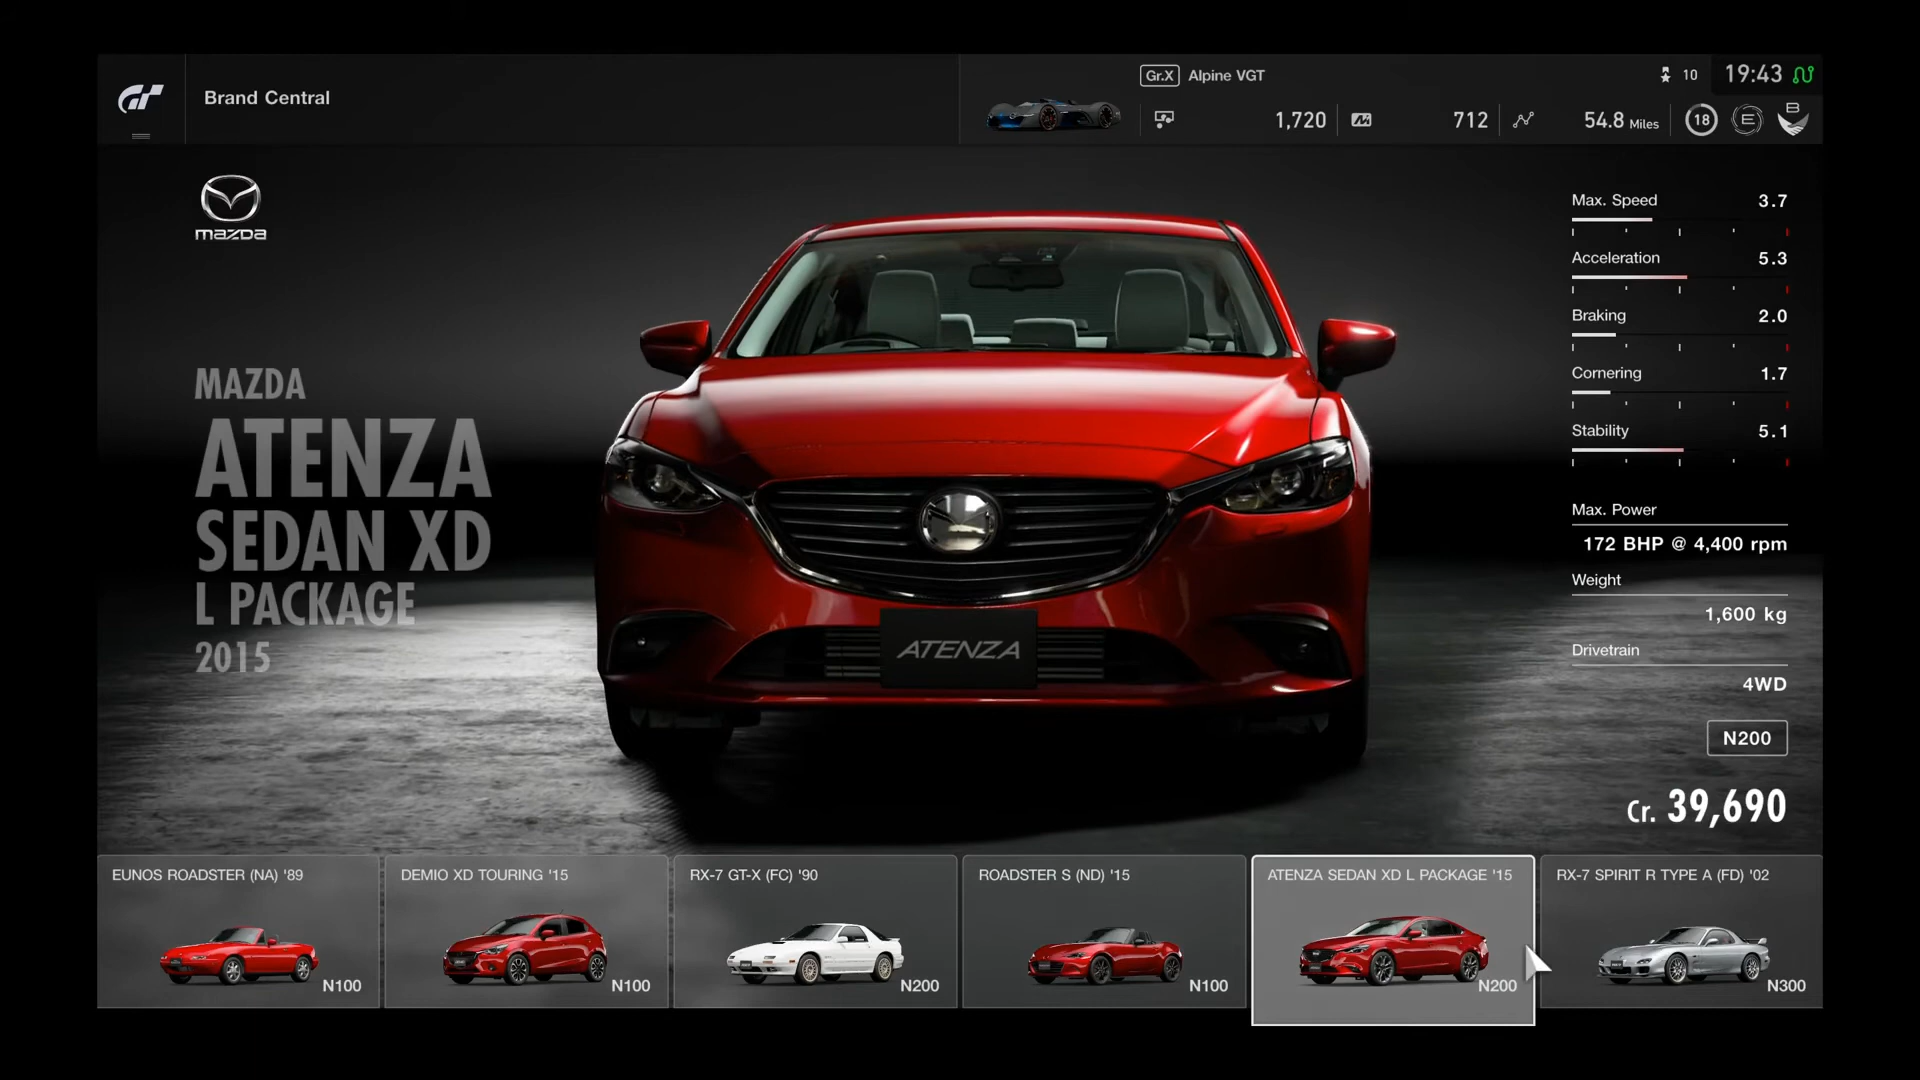 Brand Central
Gr.X Alpine VGT
10
19:43
1,720
712
54.8 Miles
18
E
B
mazda
MAZDA
ATENZA
SEDAN XD
L PACKAGE
2015
ATENZA
Max. Speed 3.7
Acceleration 5.3
Braking 2.0
Cornering 1.7
Stability 5.1
Max. Power
172 BHP @ 4,400 rpm
Weight
1,600 kg
Drivetrain
4WD
N200
Cr. 39,690
EUNOS ROADSTER (NA) '89
N100
DEMIO XD TOURING '15
N100
RX-7 GT-X (FC) '90
N200
ROADSTER S (ND) '15
N100
ATENZA SEDAN XD L PACKAGE '15
N200
RX-7 SPIRIT R TYPE A (FD) '02
N300